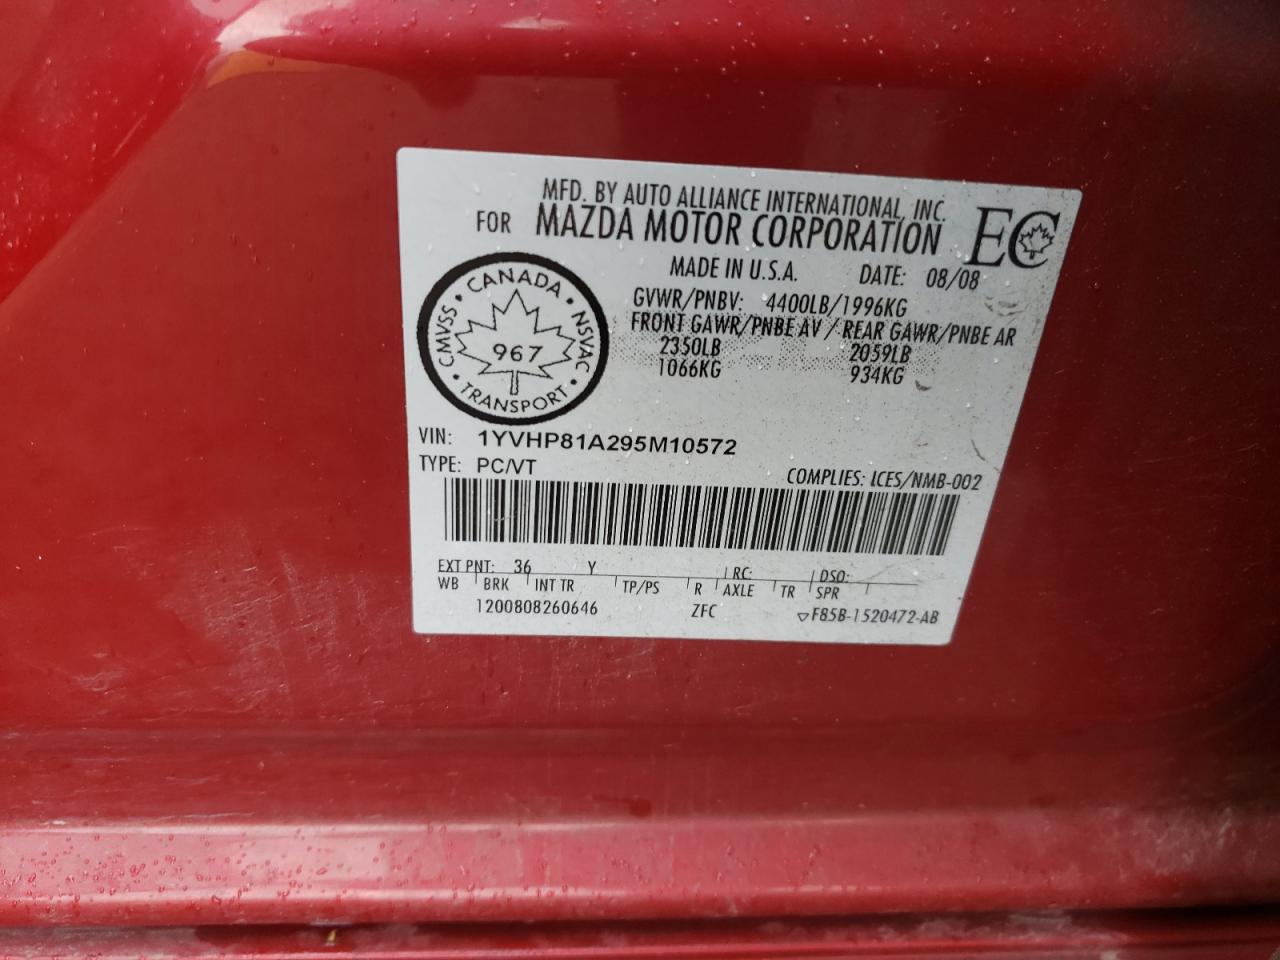 MFD. BY AUTO ALLIANCE INTERNATIONAL, INC.
FOR MAZDA MOTOR CORPORATION EC
MADE IN U.S.A. DATE: 08/08
GVWR/PNBV: 4400LB/1996KG
FRONT GAWR/PNBE AV / REAR GAWR/PNBE AR
2350LB 2059LB
1066KG 934KG
CANADA • NSVAC • TRANSPORT • CMVSS •
967
VIN: 1YVHP81A295M10572
TYPE: PC/VT
COMPLIES: ICES/NMB-002
EXT PNT: 36 Y RC: DSO:
WB BRK INT TR TP/PS R AXLE TR SPR
1200808260646 ZFC ▽F85B-1520472-AB